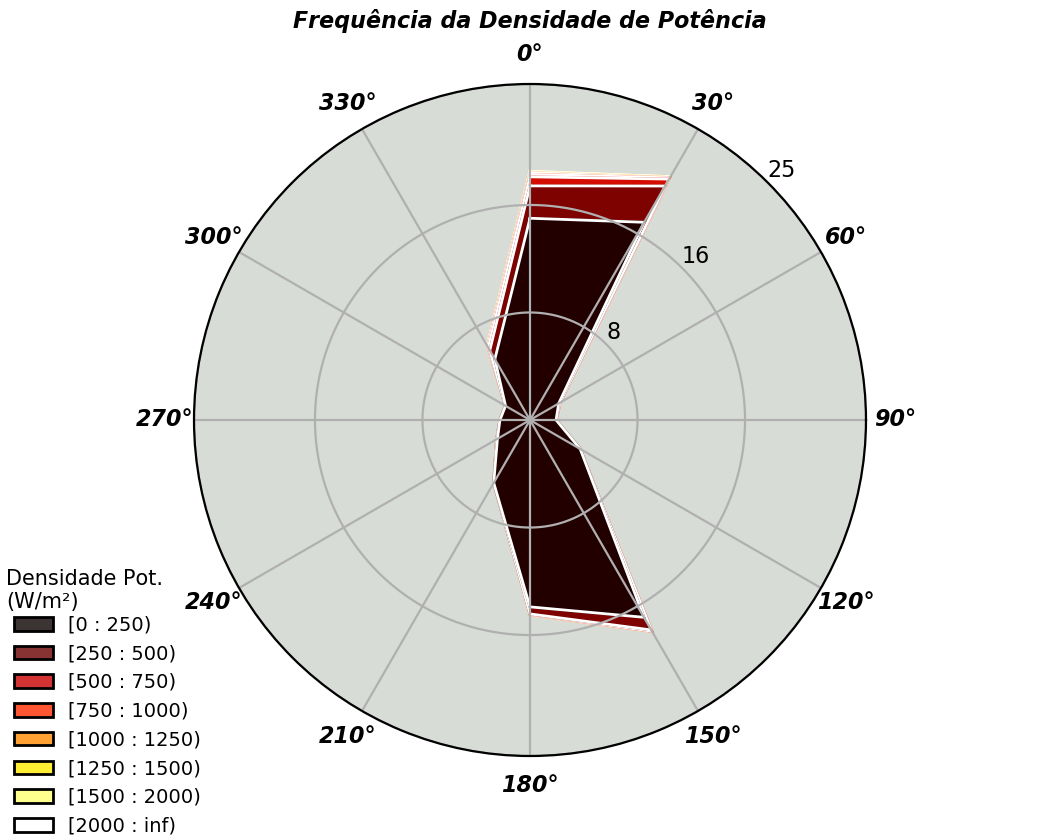 Frequência da Densidade de Potência
0°
330°
30°
25
300°
60°
16
8
270°
90°
240°
120°
210°
150°
180°
Densidade Pot.
(W/m²)
[0 : 250)
[250 : 500)
[500 : 750)
[750 : 1000)
[1000 : 1250)
[1250 : 1500)
[1500 : 2000)
[2000 : inf)